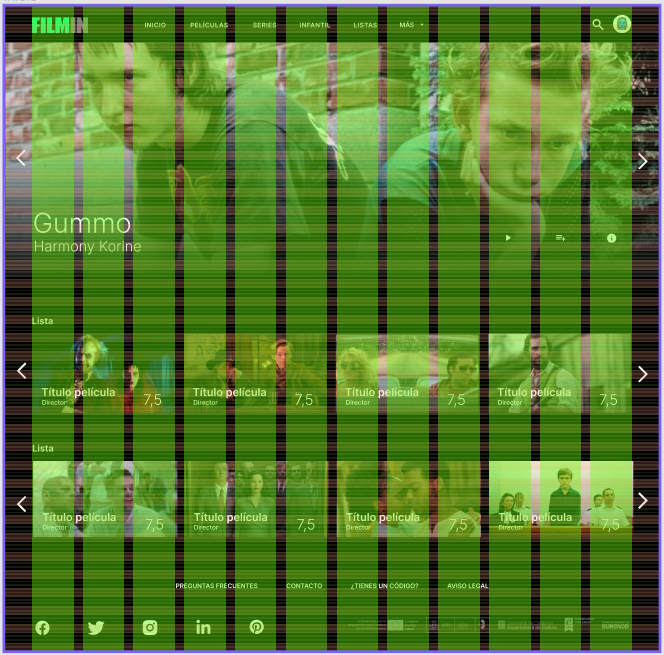 FILMIN
INICIO PELÍCULAS SERIES INFANTIL LISTAS MÁS
Gummo
Harmony Korine
Lista
Título película 7,5
Director
Título película 7,5
Director
Título película 7,5
Director
Título película 7,5
Director
Lista
Título película 7,5
Director
Título película 7,5
Director
Título película 7,5
Director
Título película 7,5
Director
PREGUNTAS FRECUENTES CONTACTO ¿TIENES UN CÓDIGO? AVISO LEGAL